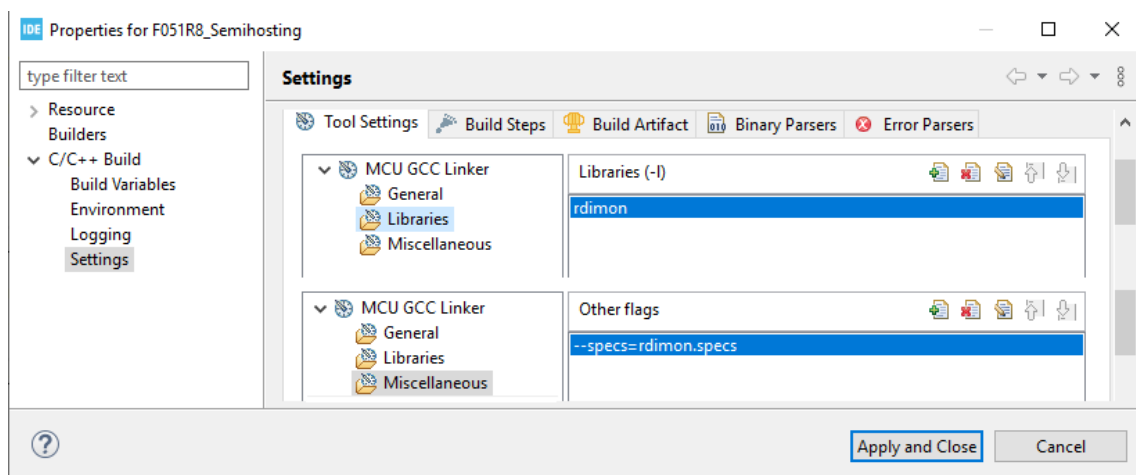 IDE Properties for F051R8_Semihosting
type filter text
Resource
Builders
C/C++ Build
Build Variables
Environment
Logging
Settings
Settings
Tool Settings Build Steps Build Artifact 010 Binary Parsers Error Parsers
MCU GCC Linker
General
Libraries
Miscellaneous
Libraries (-l)
rdimon
MCU GCC Linker
General
Libraries
Miscellaneous
Other flags
--specs=rdimon.specs
? Apply and Close Cancel